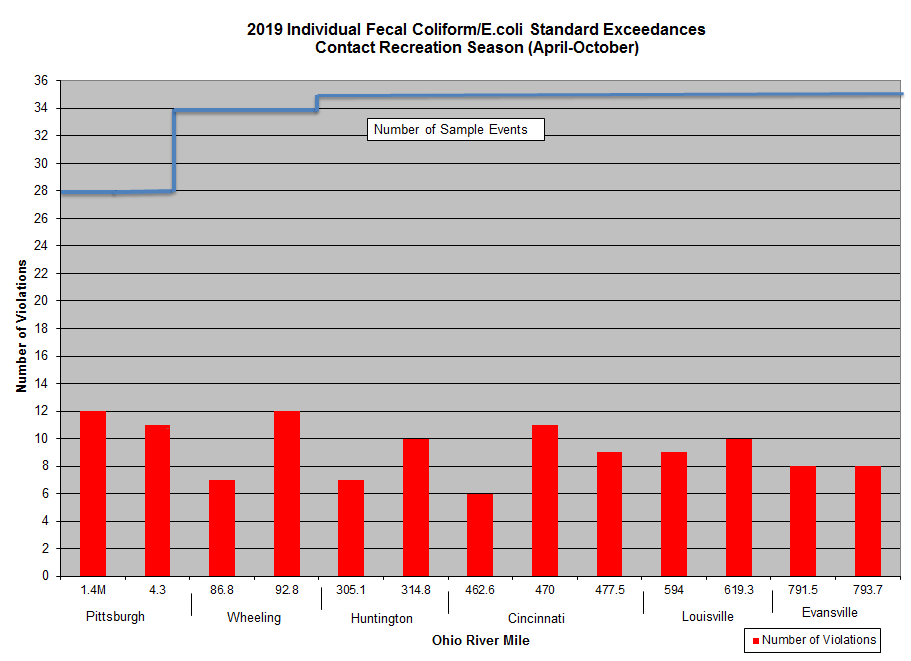 2019 Individual Fecal Coliform/E.coli Standard Exceedances
Contact Recreation Season (April-October)
Number of Violations
36
34
32
30
28
26
24
22
20
18
16
14
12
10
8
6
4
2
0
Number of Sample Events
1.4M 4.3 86.8 92.8 305.1 314.8 462.6 470 477.5 594 619.3 791.5 793.7
Pittsburgh Wheeling Huntington Cincinnati Louisville Evansville
Ohio River Mile
Number of Violations